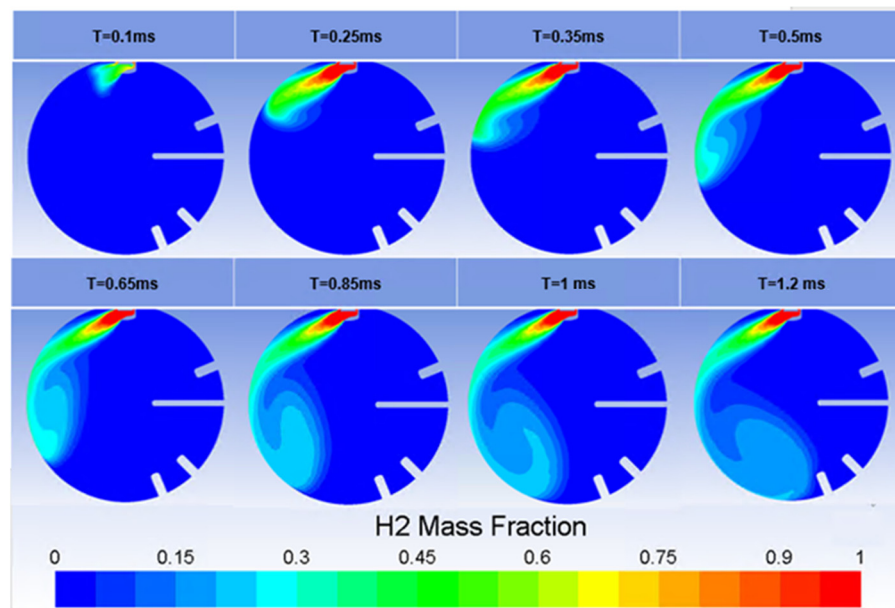 T=0.1ms T=0.25ms T=0.35ms T=0.5ms
T=0.65ms T=0.85ms T=1 ms T=1.2 ms
H2 Mass Fraction
0 0.15 0.3 0.45 0.6 0.75 0.9 1